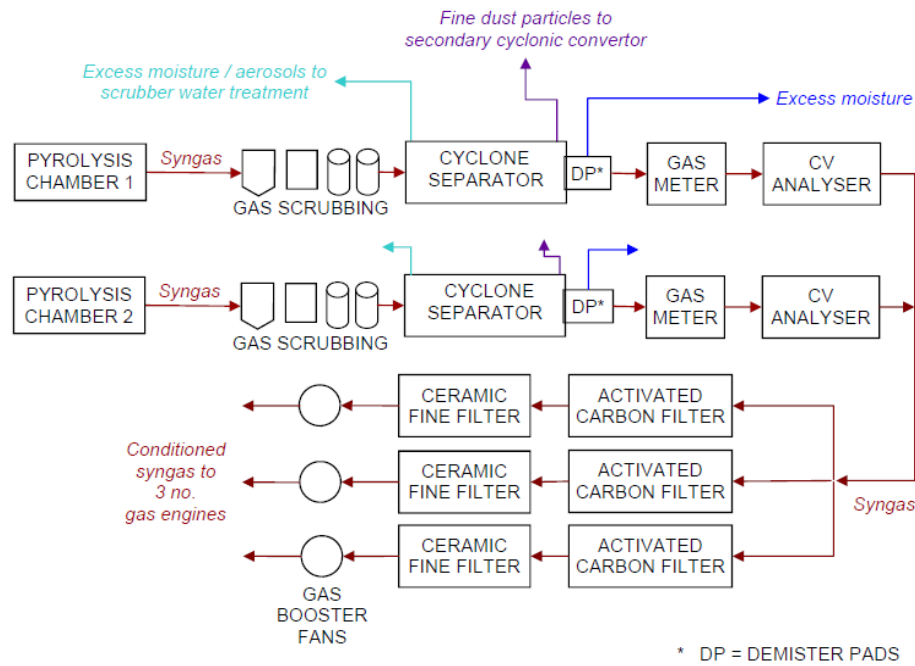 Fine dust particles to
secondary cyclonic convertor
Excess moisture / aerosols to
scrubber water treatment
Excess moisture
PYROLYSIS
CHAMBER 1
Syngas
GAS SCRUBBING
CYCLONE
SEPARATOR
DP*
GAS
METER
CV
ANALYSER
PYROLYSIS
CHAMBER 2
Syngas
GAS SCRUBBING
CYCLONE
SEPARATOR
DP*
GAS
METER
CV
ANALYSER
CERAMIC
FINE FILTER
ACTIVATED
CARBON FILTER
Conditioned
syngas to
3 no.
gas engines
CERAMIC
FINE FILTER
ACTIVATED
CARBON FILTER
Syngas
CERAMIC
FINE FILTER
ACTIVATED
CARBON FILTER
GAS
BOOSTER
FANS
* DP = DEMISTER PADS